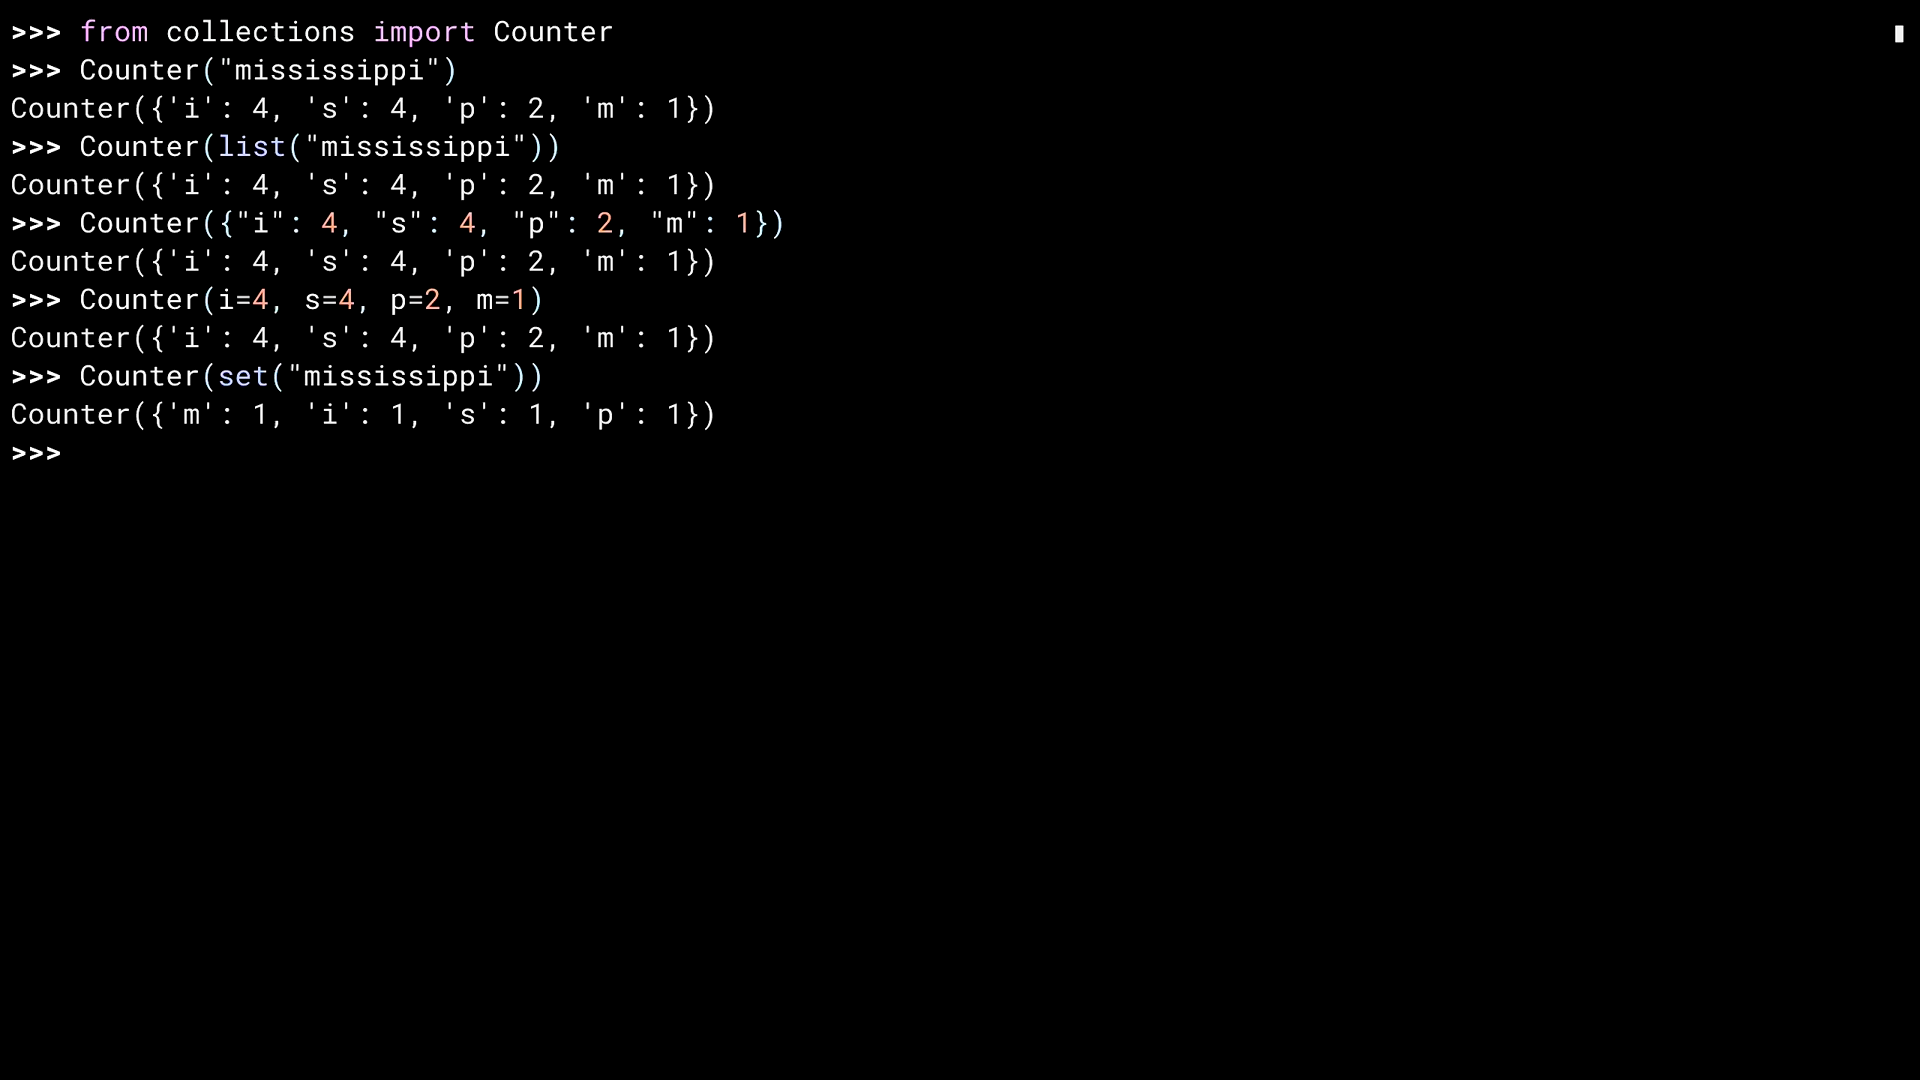 >>> from collections import Counter
>>> Counter("mississippi")
Counter({'i': 4, 's': 4, 'p': 2, 'm': 1})
>>> Counter(list("mississippi"))
Counter({'i': 4, 's': 4, 'p': 2, 'm': 1})
>>> Counter({"i": 4, "s": 4, "p": 2, "m": 1})
Counter({'i': 4, 's': 4, 'p': 2, 'm': 1})
>>> Counter(i=4, s=4, p=2, m=1)
Counter({'i': 4, 's': 4, 'p': 2, 'm': 1})
>>> Counter(set("mississippi"))
Counter({'m': 1, 'i': 1, 's': 1, 'p': 1})
>>>